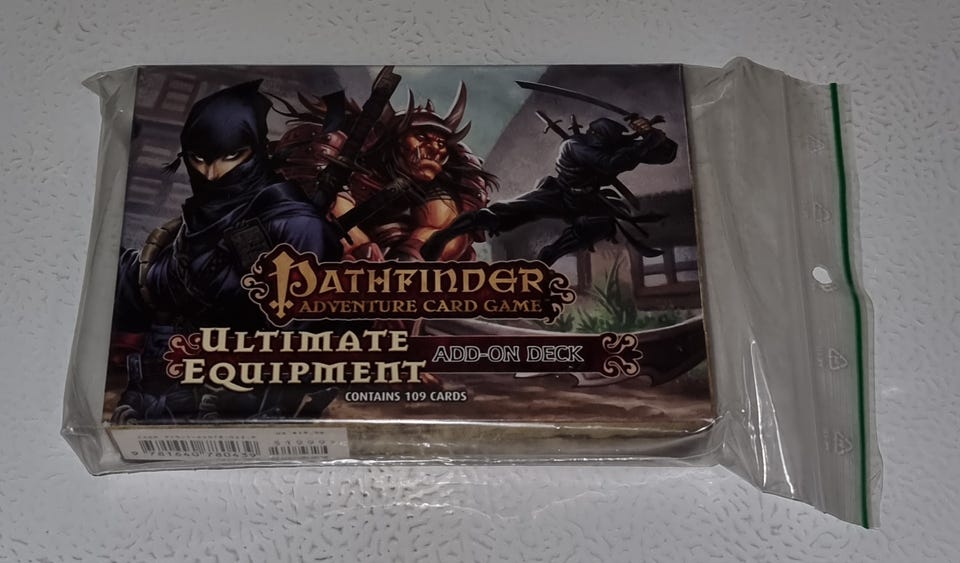 PATHFINDER
ADVENTURE CARD GAME
ULTIMATE
EQUIPMENT
ADD-ON DECK
CONTAINS 109 CARDS